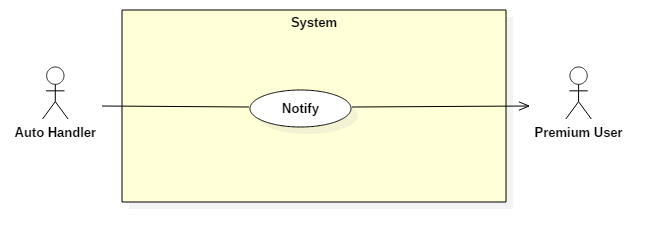 System
Notify
Auto Handler
Premium User